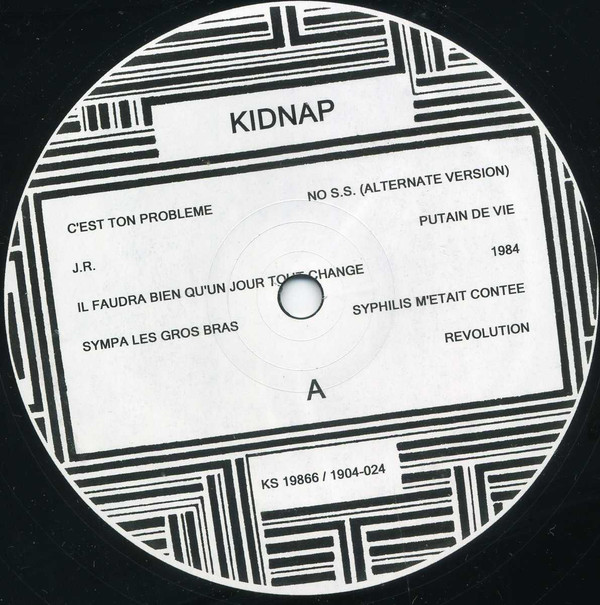 KIDNAP
C'EST TON PROBLEME
NO S.S. (ALTERNATE VERSION)
J.R.
PUTAIN DE VIE
IL FAUDRA BIEN QU'UN JOUR TOUT CHANGE
1984
SYMPA LES GROS BRAS
SYPHILIS M'ETAIT CONTEE
REVOLUTION
A
KS 19866 / 1904-024